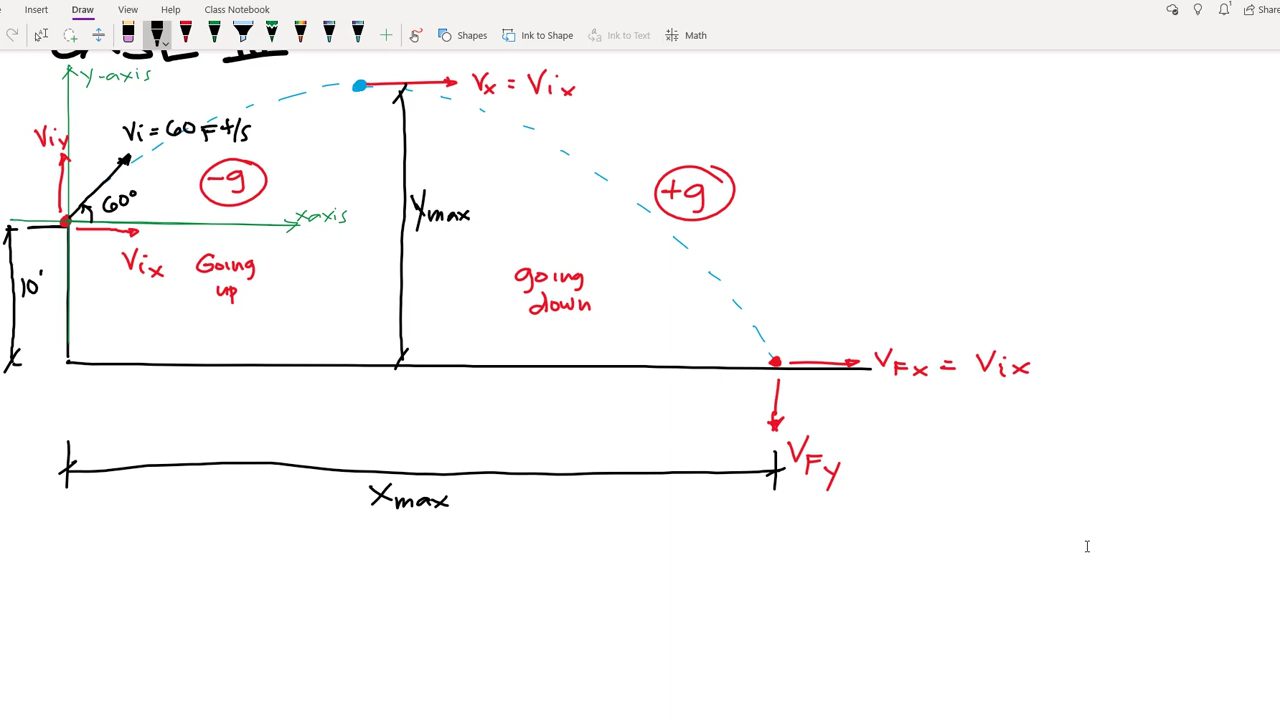 Insert Draw View Help Class Notebook Share
Shapes Ink to Shape Ink to Text Math
y-axis
Vx = Vix
Vi = 60 Ft/s
Viy
-g
+g
60°
Ymax
x axis
Vix
Going
up
10'
going
down
VFx = Vix
VFy
Xmax